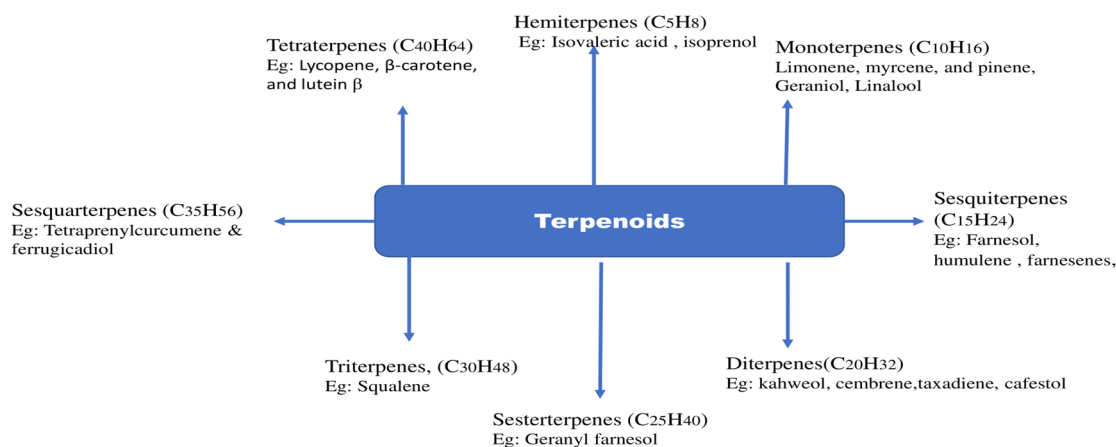 Hemiterpenes (C5H8)
Eg: Isovaleric acid , isoprenol
Tetraterpenes (C40H64)
Eg: Lycopene, β-carotene,
and lutein β
Monoterpenes (C10H16)
Limonene, myrcene, and pinene,
Geraniol, Linalool
Sesquarterpenes (C35H56)
Eg: Tetraprenylcurcumene &
ferrugicadiol
Terpenoids
Sesquiterpenes
(C15H24)
Eg: Farnesol,
humulene , farnesenes,
Triterpenes, (C30H48)
Eg: Squalene
Diterpenes(C20H32)
Eg: kahweol, cembrene,taxadiene, cafestol
Sesterterpenes (C25H40)
Eg: Geranyl farnesol